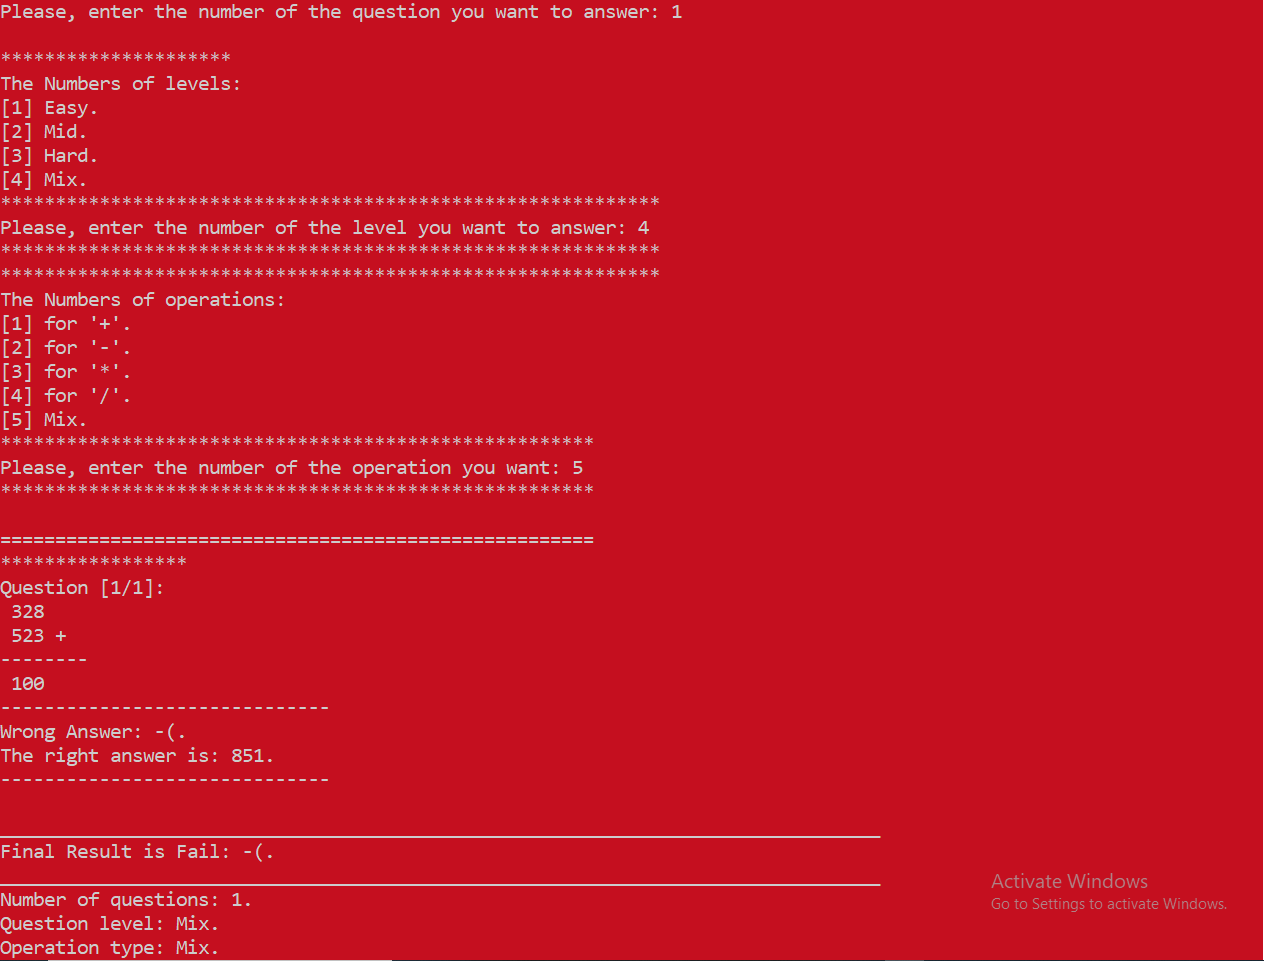 Please, enter the number of the question you want to answer: 1
*********************
The Numbers of levels:
[1] Easy.
[2] Mid.
[3] Hard.
[4] Mix.
************************************************************
Please, enter the number of the level you want to answer: 4
************************************************************
************************************************************
The Numbers of operations:
[1] for '+'.
[2] for '-'.
[3] for '*'.
[4] for '/'.
[5] Mix.
******************************************************
Please, enter the number of the operation you want: 5
******************************************************
======================================================
*****************
Question [1/1]:
328
523 +
--------
100
------------------------------
Wrong Answer: -(.
The right answer is: 851.
------------------------------
________________________________________________________________________________
Final Result is Fail: -(.
________________________________________________________________________________
Number of questions: 1.
Question level: Mix.
Operation type: Mix.
Activate Windows
Go to Settings to activate Windows.